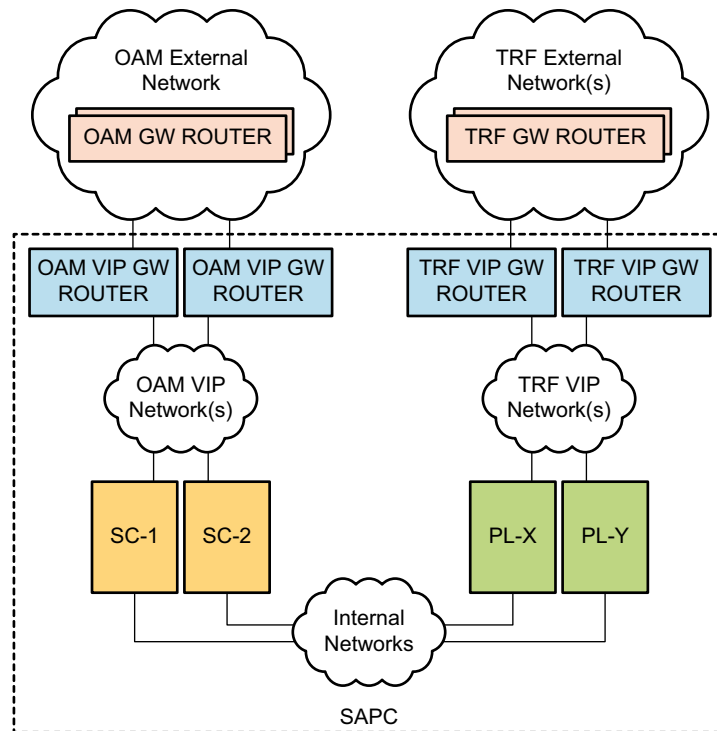 OAM External
Network
OAM GW ROUTER
TRF External
Network(s)
TRF GW ROUTER
OAM VIP GW
ROUTER
OAM VIP GW
ROUTER
TRF VIP GW
ROUTER
TRF VIP GW
ROUTER
OAM VIP
Network(s)
TRF VIP
Network(s)
SC-1
SC-2
PL-X
PL-Y
Internal
Networks
SAPC